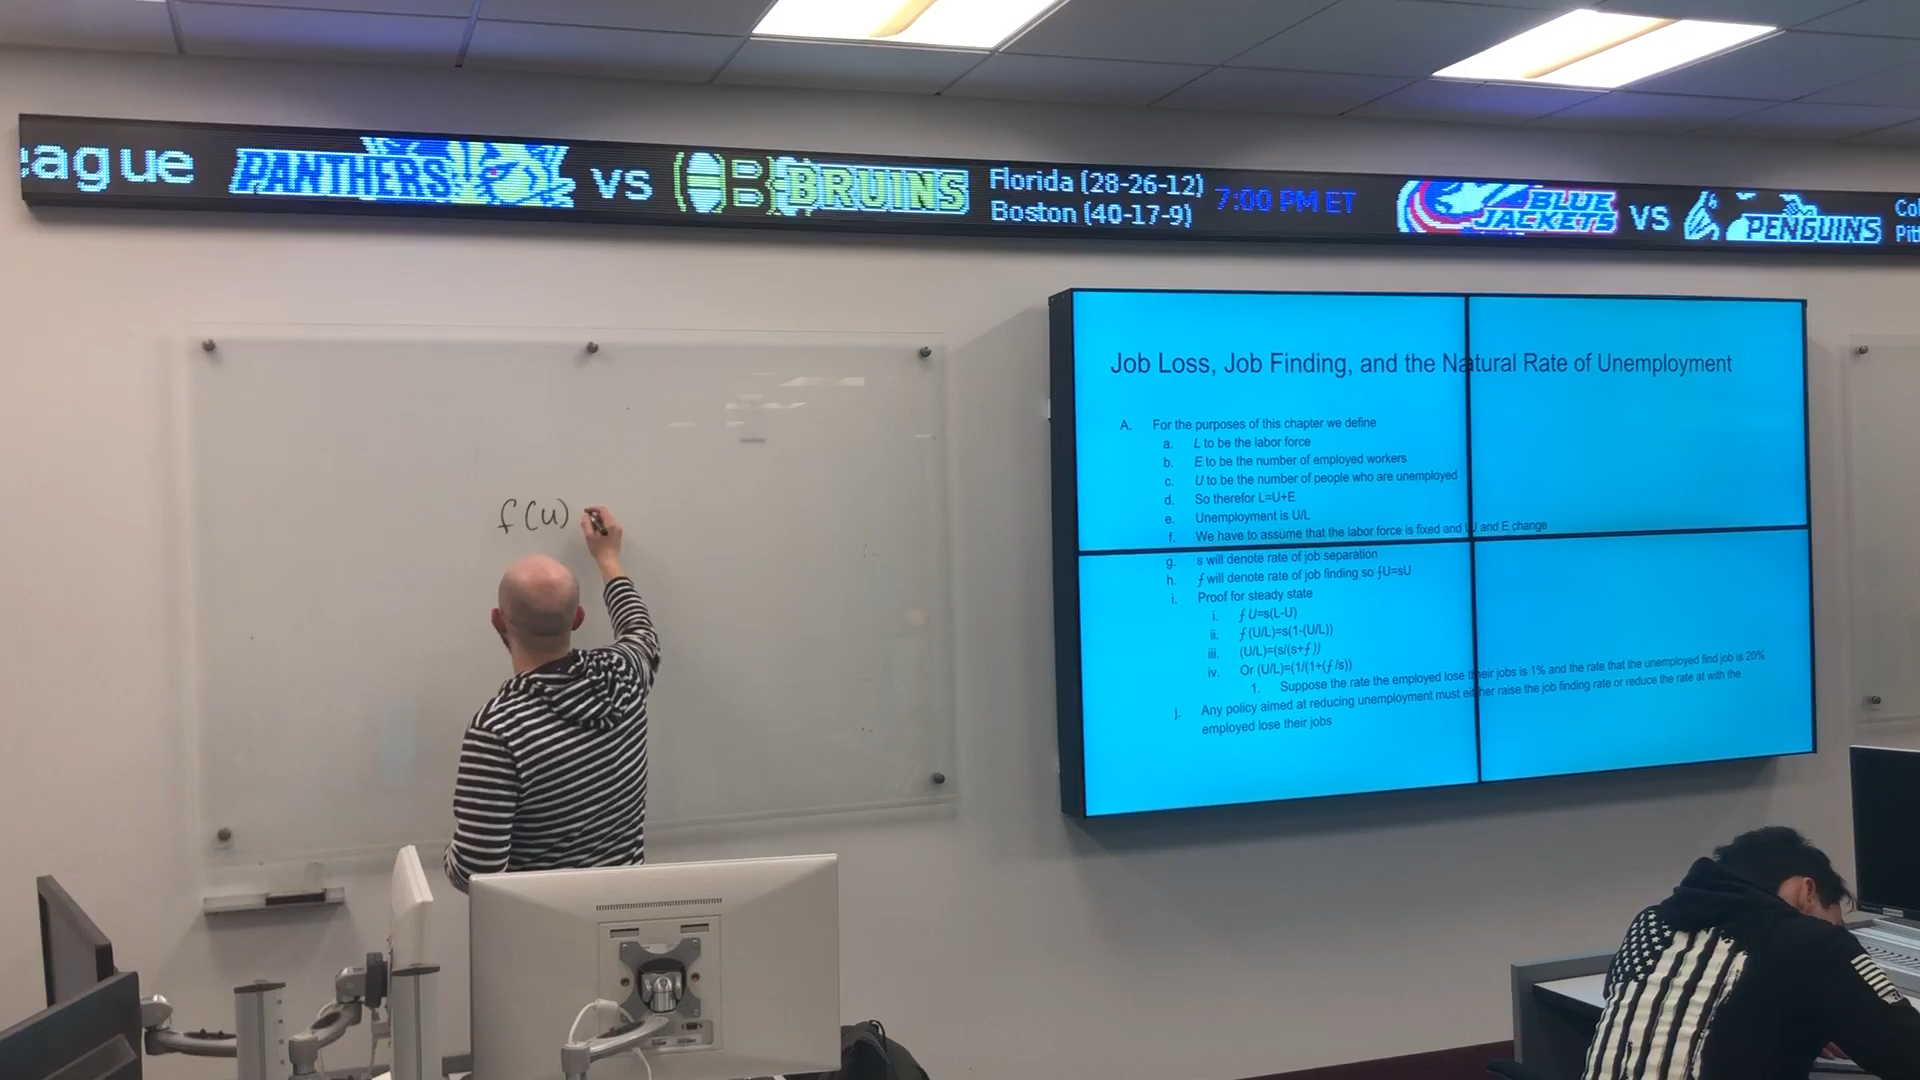 eague PANTHERS vs B BRUINS Florida (28-26-12) 7:00 PM ET BLUE JACKETS vs PENGUINS Col
Boston (40-17-9) Pitt
f(u)
Job Loss, Job Finding, and the Natural Rate of Unemployment
A. For the purposes of this chapter we define
a. L to be the labor force
b. E to be the number of employed workers
c. U to be the number of people who are unemployed
d. So therefor L=U+E
e. Unemployment is U/L
f. We have to assume that the labor force is fixed and U and E change
g. s will denote rate of job separation
h. ƒ will denote rate of job finding so ƒU=sU
i. Proof for steady state
i. ƒU=s(L-U)
ii. ƒ(U/L)=s(1-(U/L))
iii. (U/L)=(s/(s+ƒ))
iv. Or (U/L)=(1/(1+(ƒ/s))
1. Suppose the rate the employed lose their jobs is 1% and the rate that the unemployed find job is 20%
j. Any policy aimed at reducing unemployment must either raise the job finding rate or reduce the rate at with the
employed lose their jobs